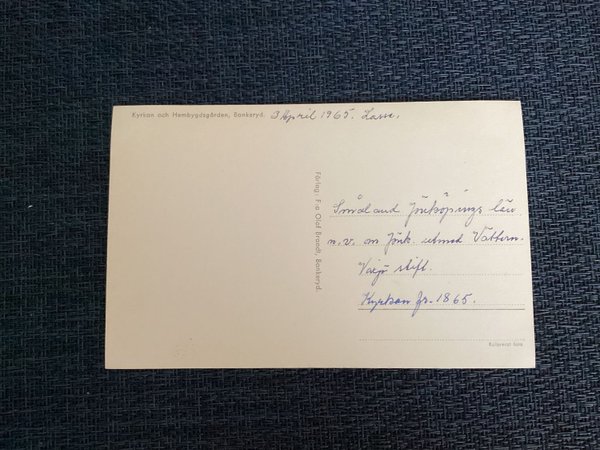 Kyrkan och Hembygdsgården, Bankeryd.
3 April 1965. Lasse.
Förlag: F:a Olof Brandt, Bankeryd.
Småland Jönköpings län
n.v. om Jönk. utmed Vättern.
Växjö stift.
Kyrkan fr. 1865.